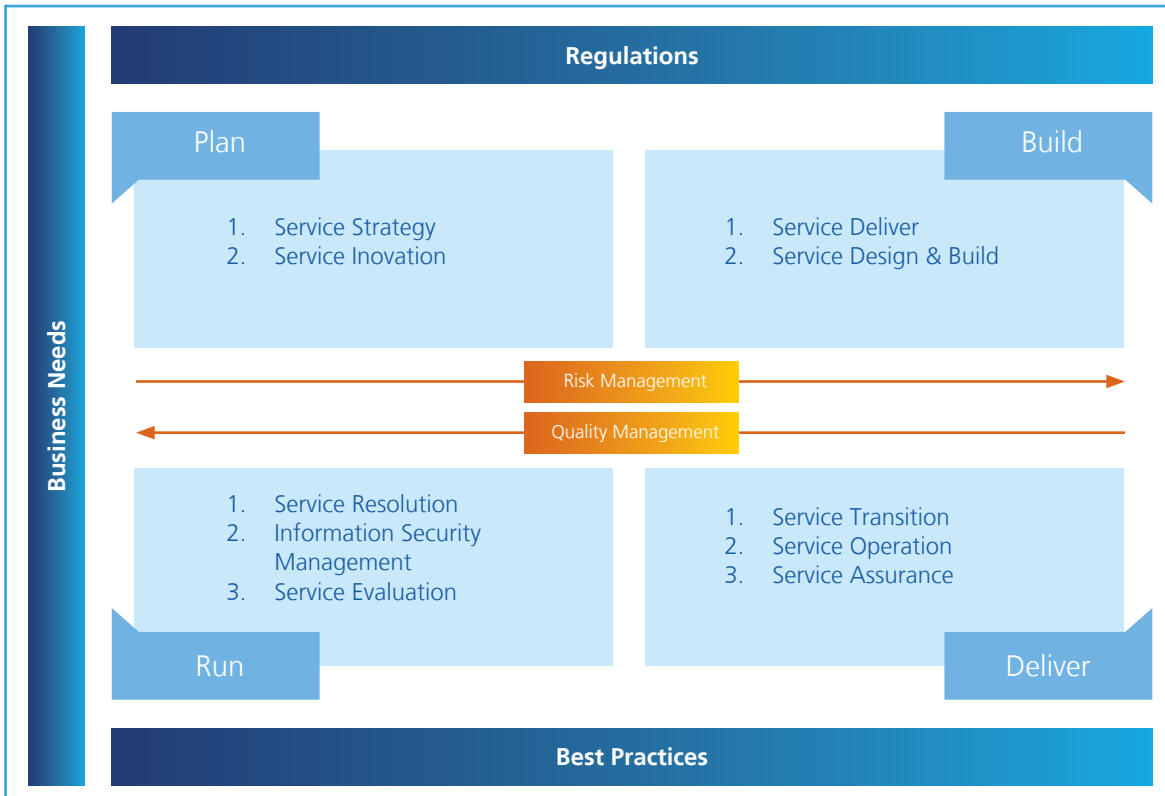 Regulations
Business Needs
Plan
1. Service Strategy
2. Service Inovation
Build
1. Service Deliver
2. Service Design & Build
Risk Management
Quality Management
1. Service Resolution
2. Information Security
Management
3. Service Evaluation
Run
1. Service Transition
2. Service Operation
3. Service Assurance
Deliver
Best Practices